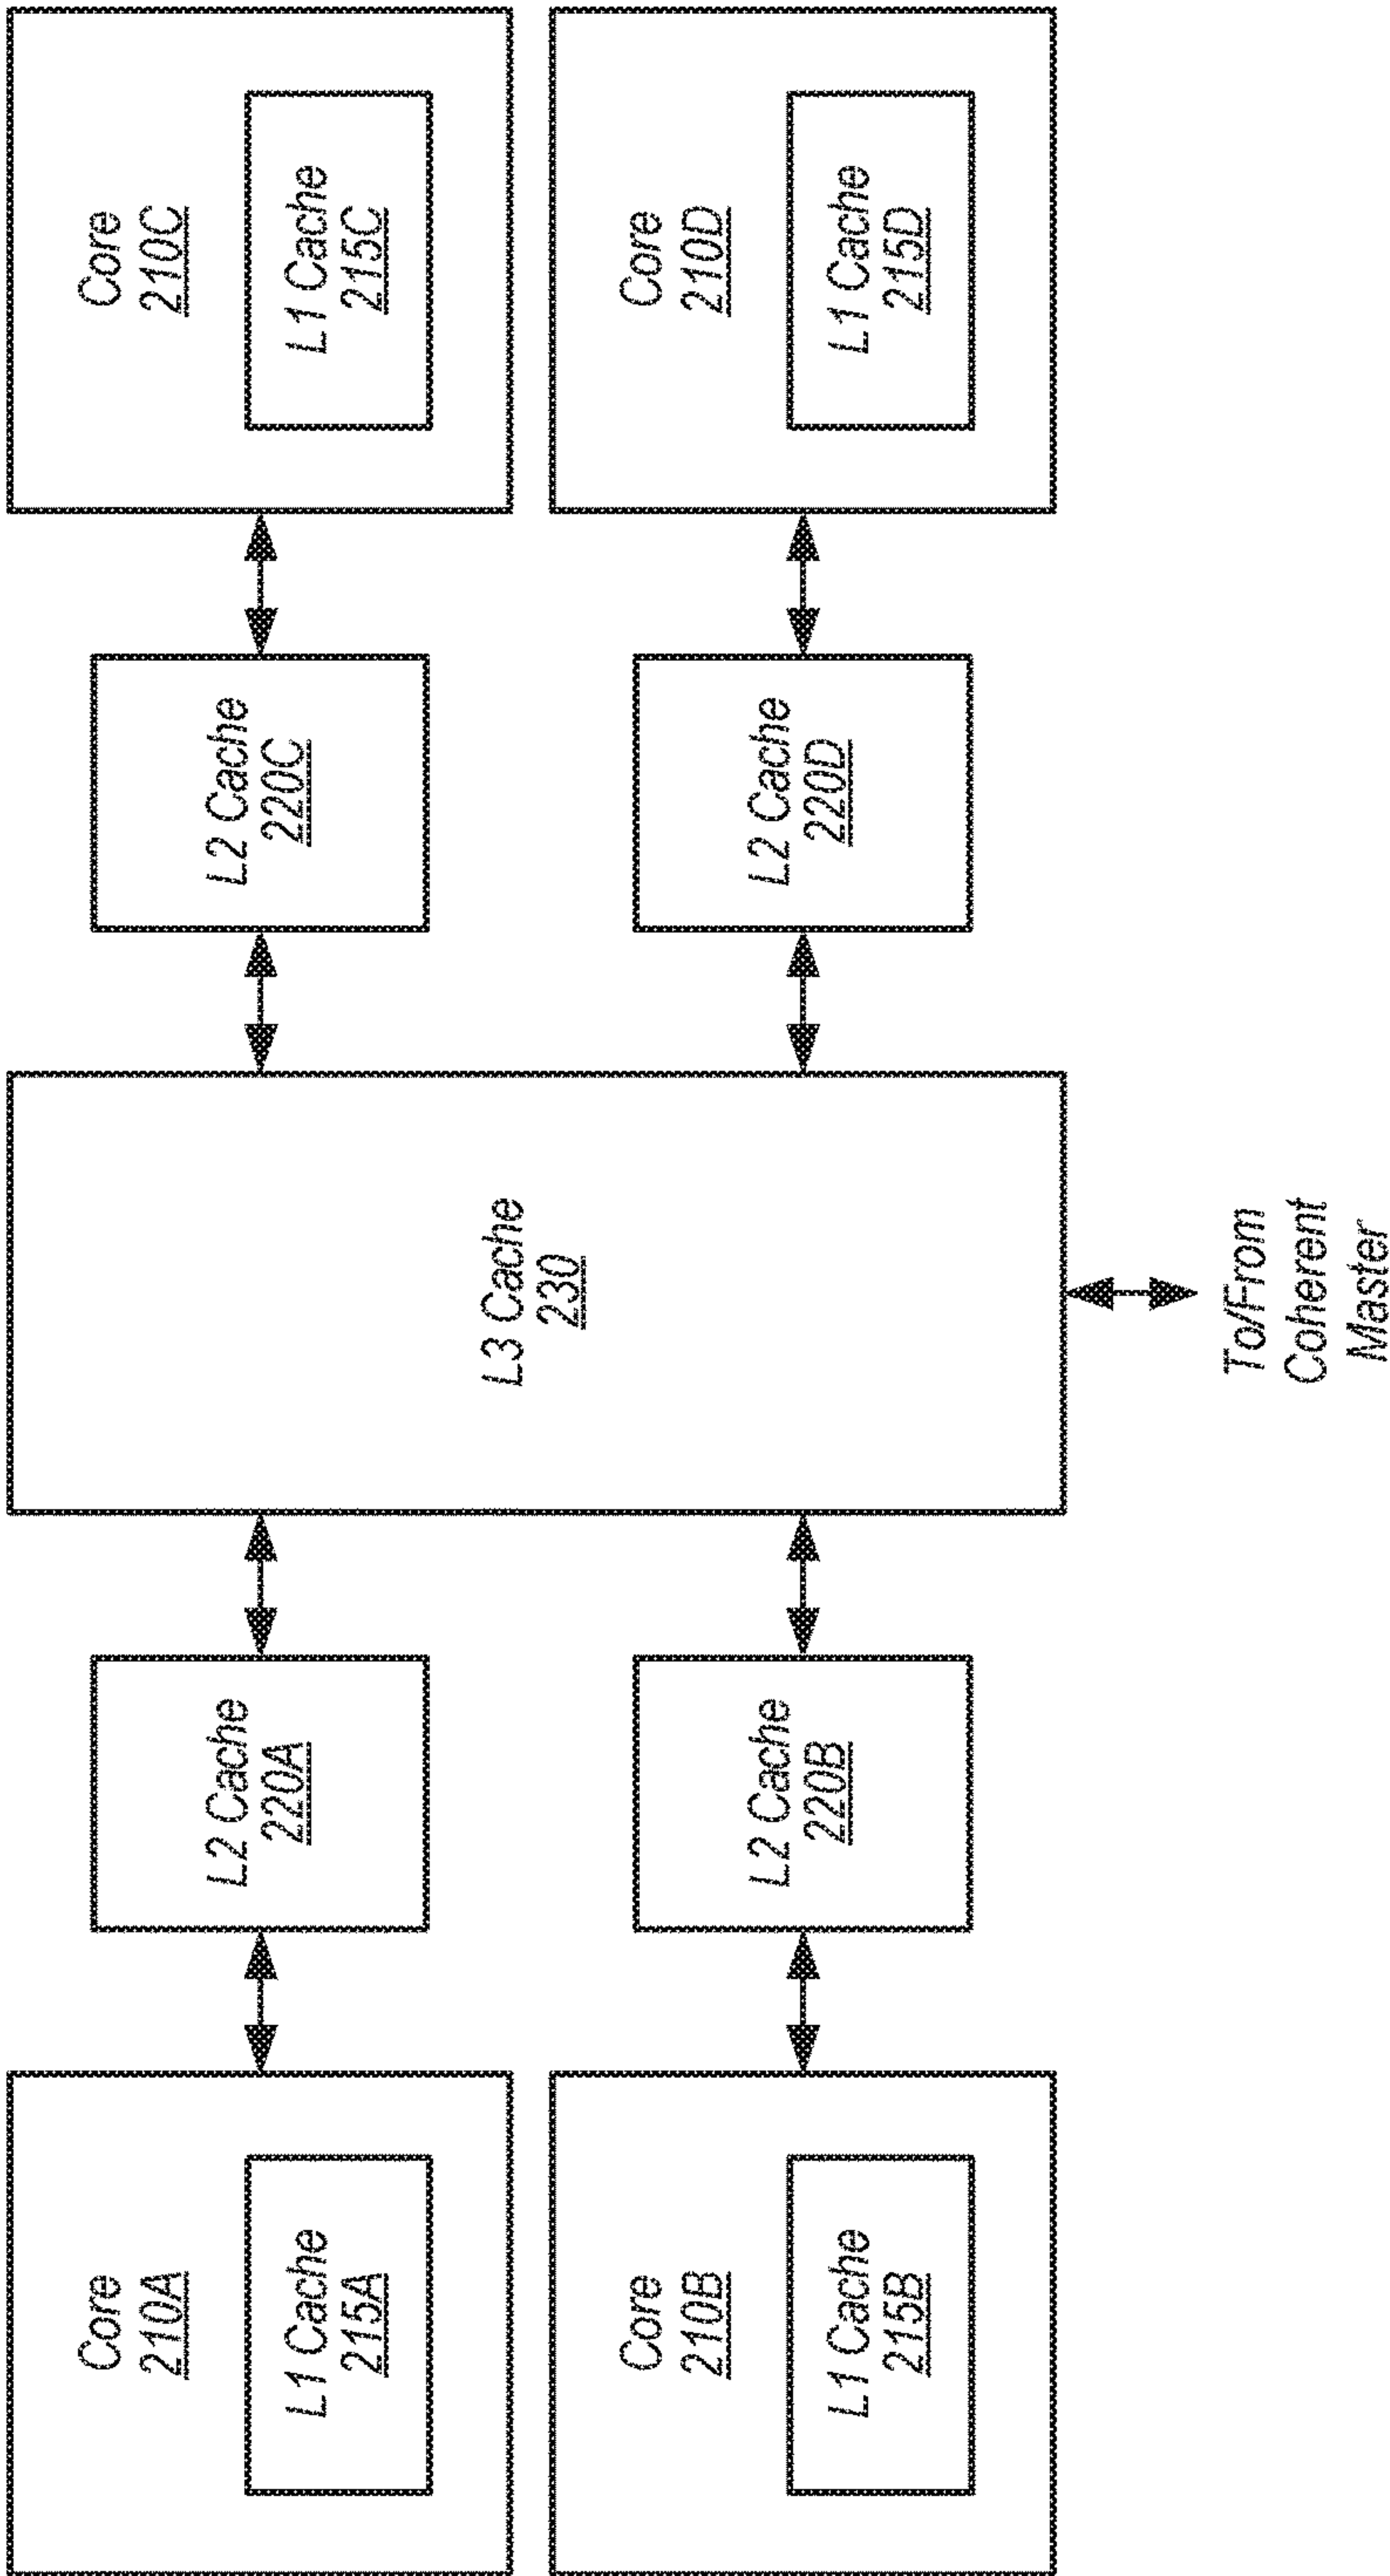 Core
210A
L1 Cache
215A
L2 Cache
220A
L3 Cache
230
L2 Cache
220C
Core
210C
L1 Cache
215C
Core
210B
L1 Cache
215B
L2 Cache
220B
L2 Cache
220D
Core
210D
L1 Cache
215D
To/From
Coherent
Master